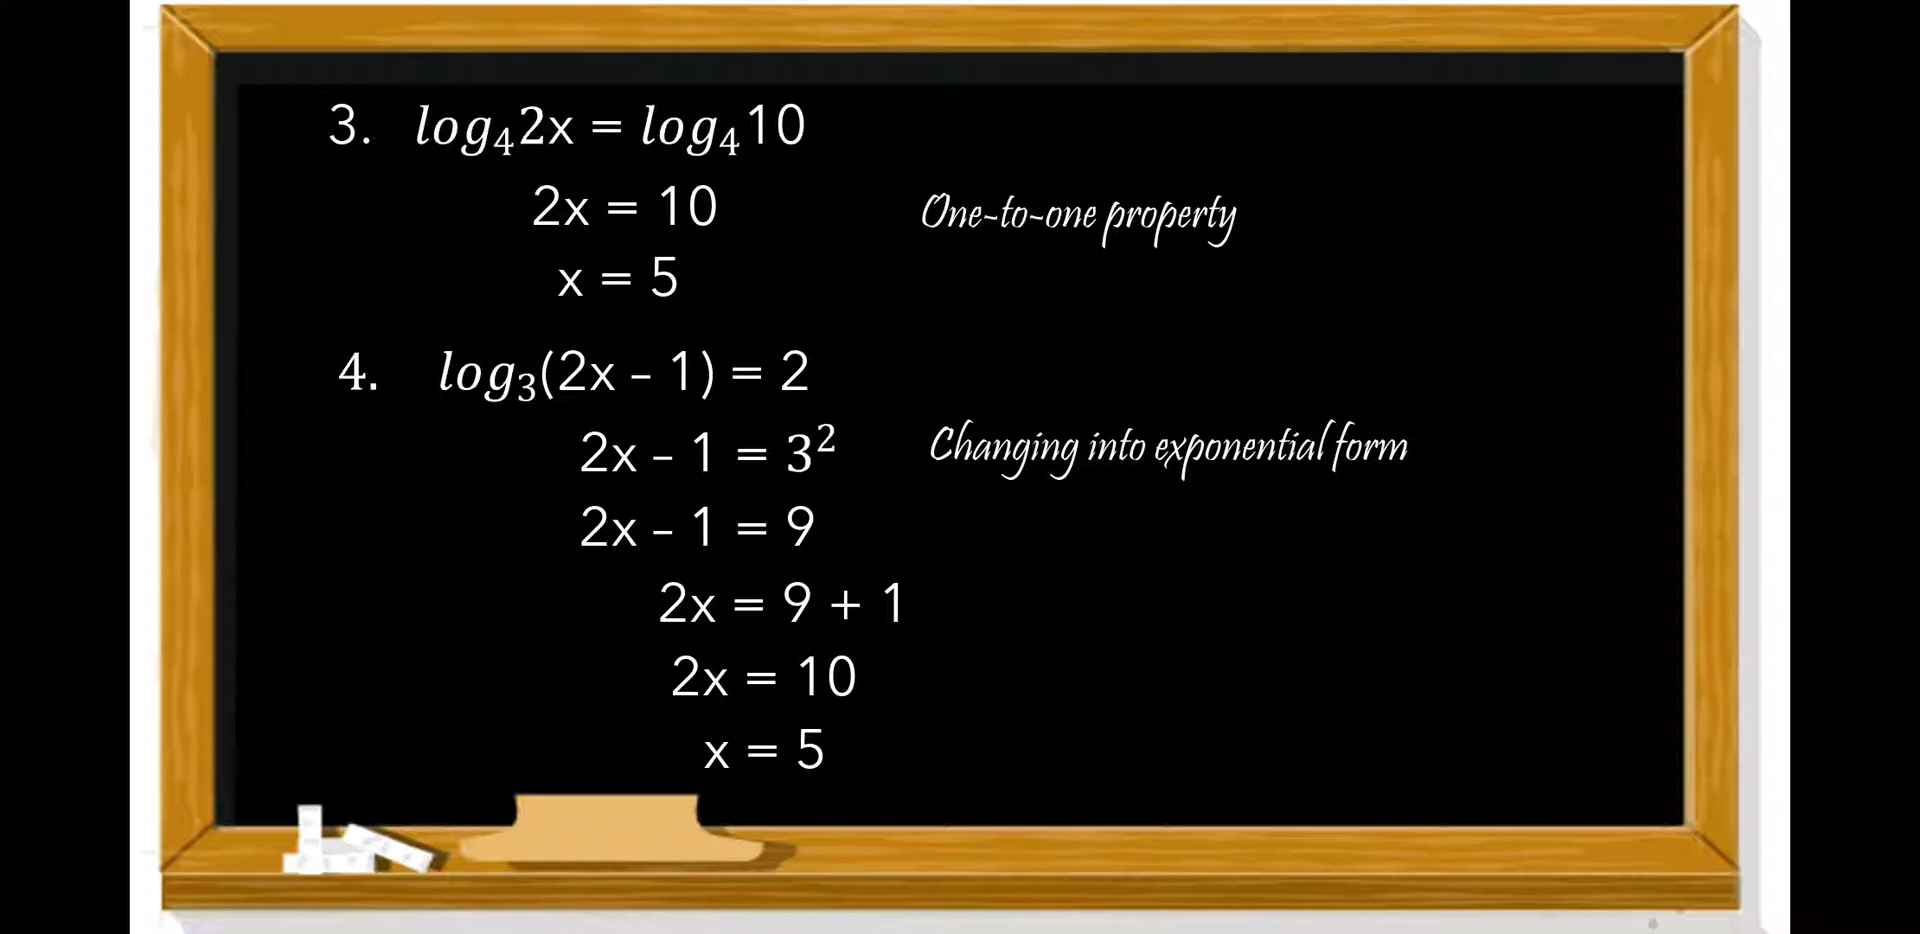 3. log₄2x = log₄10
2x = 10 One-to-one property
x = 5
4. log₃(2x – 1) = 2
2x – 1 = 3² Changing into exponential form
2x – 1 = 9
2x = 9 + 1
2x = 10
x = 5